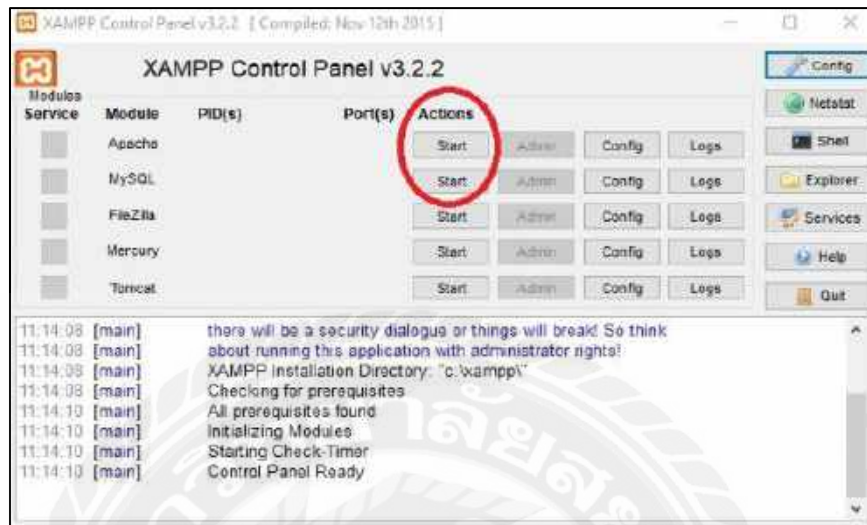 XAMPP Control Panel v3.2.2 [ Compiled: Nov 12th 2015 ]
XAMPP Control Panel v3.2.2
Config
Modules
Service Module PID(s) Port(s) Actions
Netstat
Apache Start Admin Config Logs
Shell
MySQL Start Admin Config Logs
Explorer
FileZilla Start Admin Config Logs
Services
Mercury Start Admin Config Logs
Help
Tomcat Start Admin Config Logs
Quit
11:14:08 [main] there will be a security dialogue or things will break! So think
11:14:08 [main] about running this application with administrator rights!
11:14:08 [main] XAMPP Installation Directory: "c:\xampp\"
11:14:08 [main] Checking for prerequisites
11:14:10 [main] All prerequisites found
11:14:10 [main] Initializing Modules
11:14:10 [main] Starting Check-Timer
11:14:10 [main] Control Panel Ready